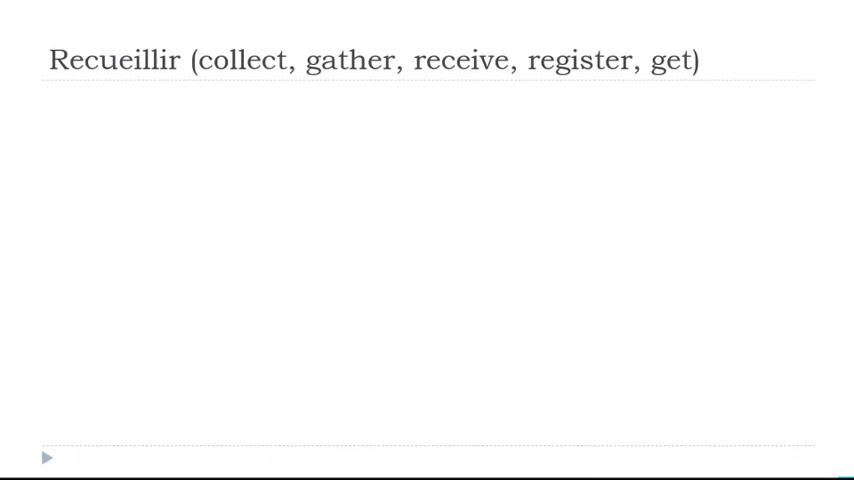 Recueillir (collect, gather, receive, register, get)